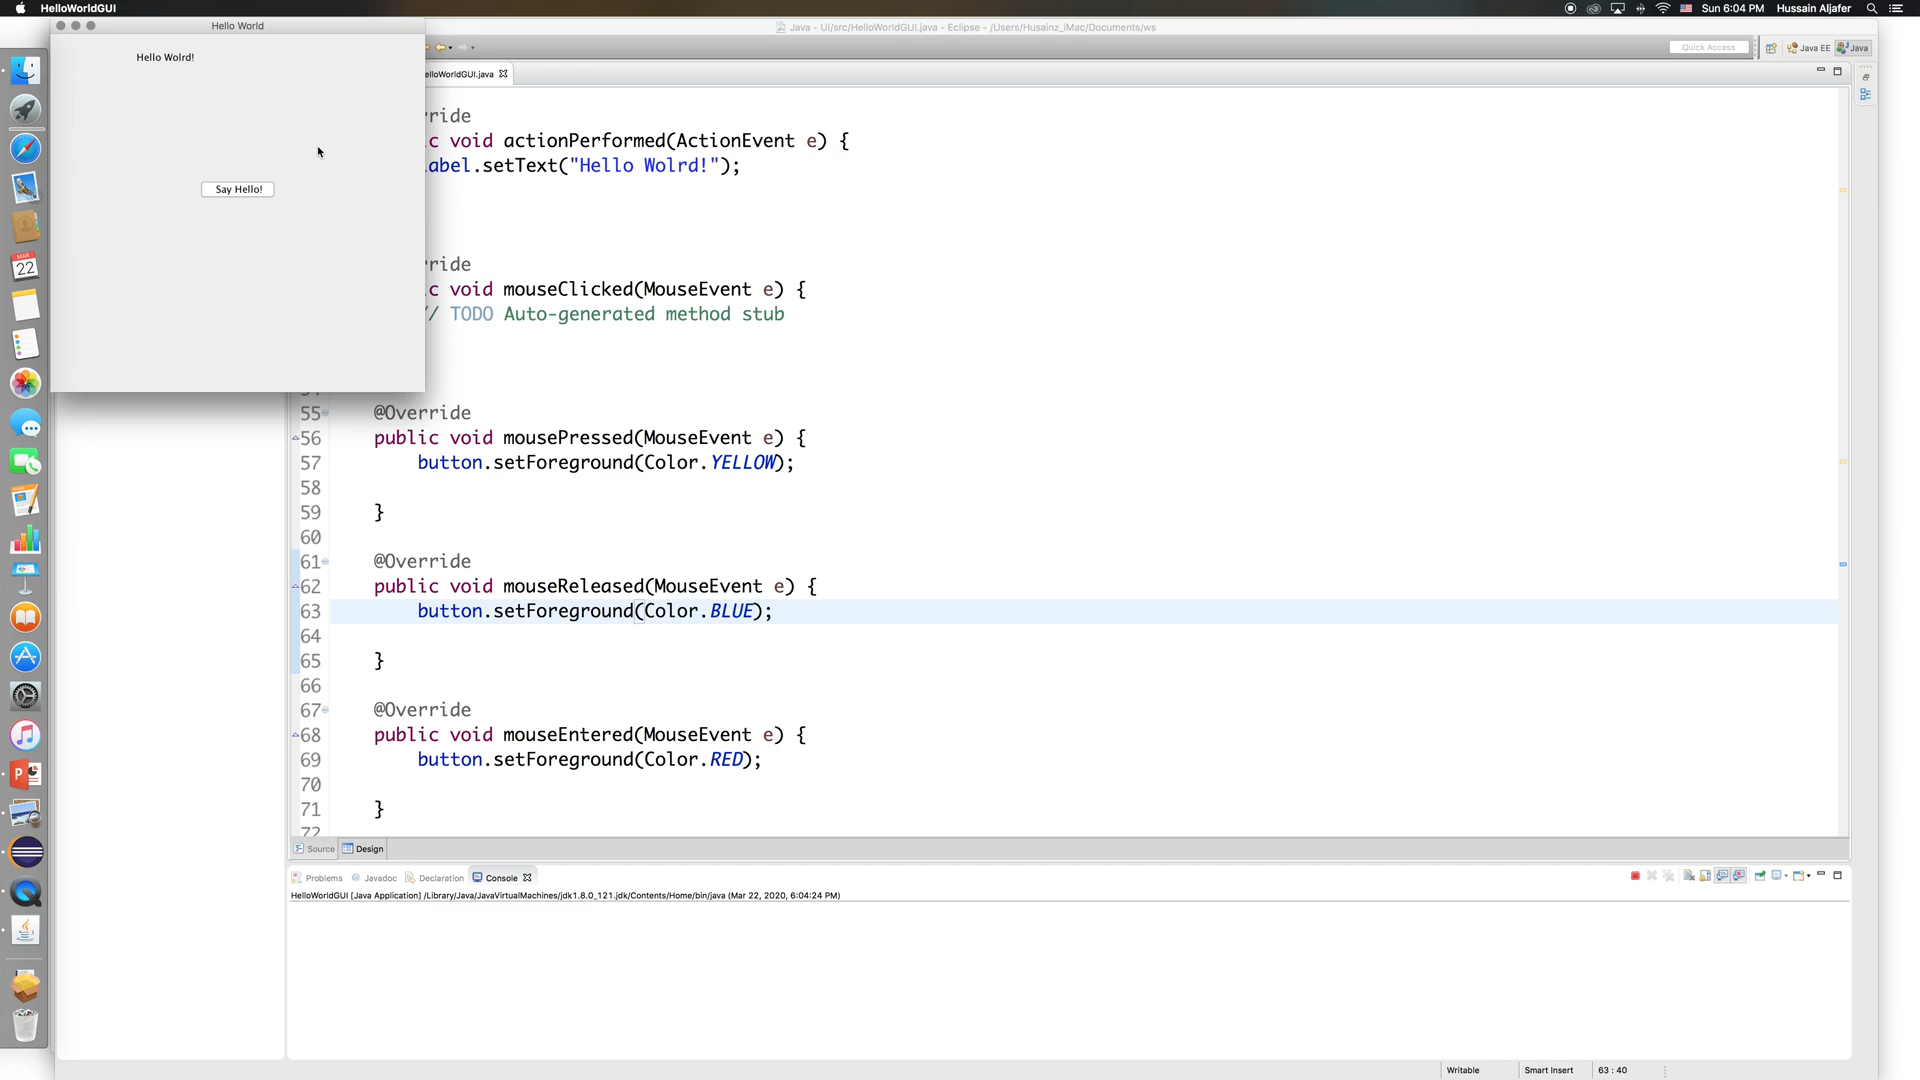 HelloWorldGUI
Sun 6:04 PM
Hussain Aljafer
Hello World
Java - UI/src/HelloWorldGUI.java - Eclipse - /Users/Husainz_iMac/Documents/ws
Quick Access
Java EE
Java
Hello Wolrd!
Say Hello!
elloWorldGUI.java
rride
c void actionPerformed(ActionEvent e) {
abel.setText("Hello Wolrd!");
rride
c void mouseClicked(MouseEvent e) {
/ TODO Auto-generated method stub
MAR
22
55 @Override
56 public void mousePressed(MouseEvent e) {
57 button.setForeground(Color.YELLOW);
58
59 }
60
61 @Override
62 public void mouseReleased(MouseEvent e) {
63 button.setForeground(Color.BLUE);
64
65 }
66
67 @Override
68 public void mouseEntered(MouseEvent e) {
69 button.setForeground(Color.RED);
70
71 }
72
Source
Design
Problems
@ Javadoc
Declaration
Console
HelloWorldGUI [Java Application] /Library/Java/JavaVirtualMachines/jdk1.8.0_121.jdk/Contents/Home/bin/java (Mar 22, 2020, 6:04:24 PM)
Writable
Smart Insert
63 : 40